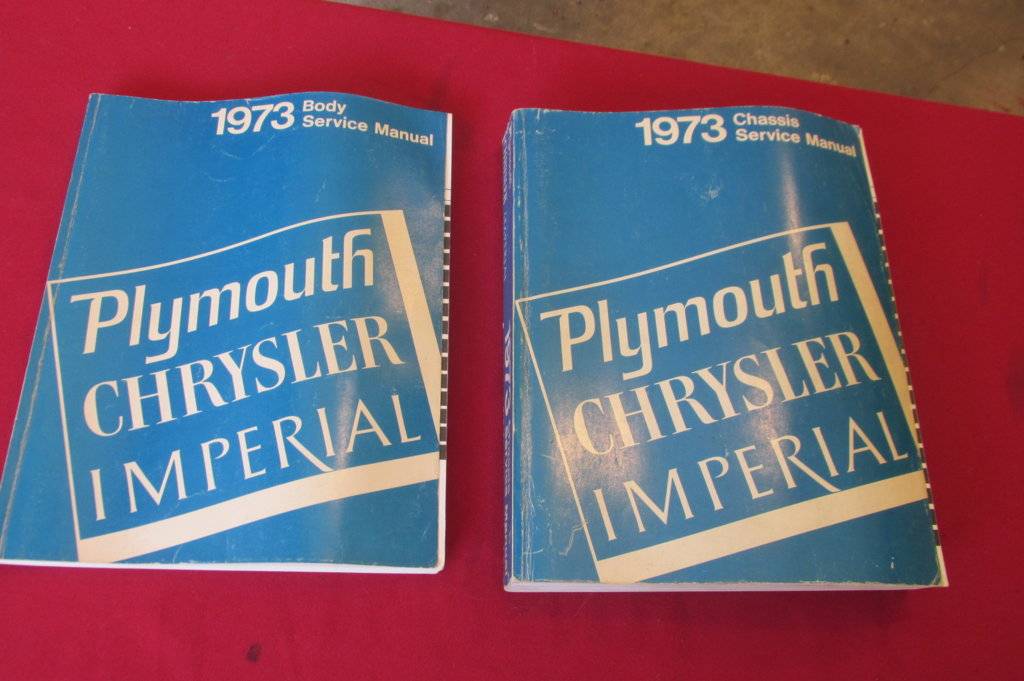 1973 Body
Service Manual
Plymouth
CHRYSLER
IMPERIAL
1973 Chassis
Service Manual
Plymouth
CHRYSLER
IMPERIAL